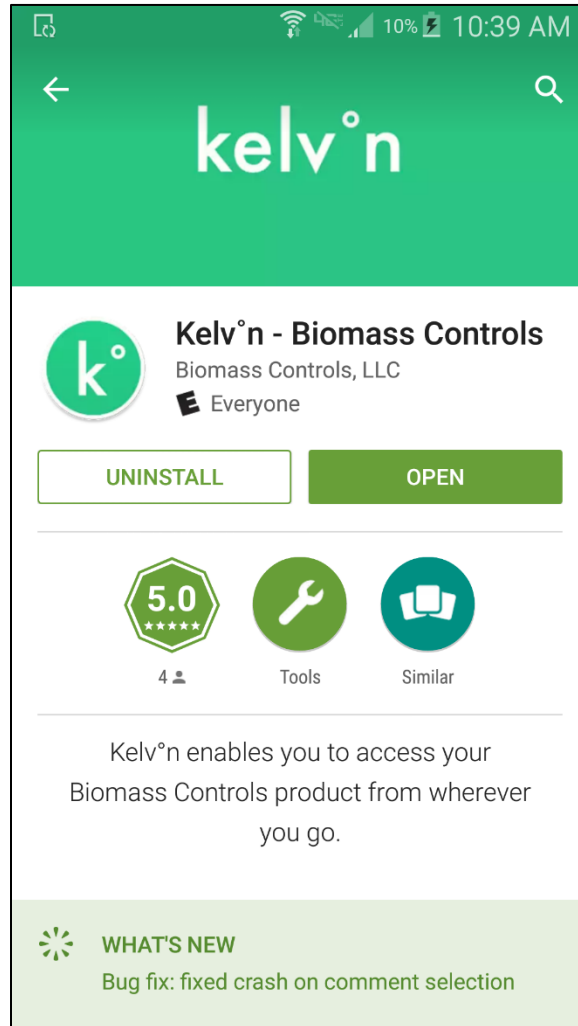 10% 10:39 AM
kelv°n
k°
Kelv°n - Biomass Controls
Biomass Controls, LLC
E Everyone
UNINSTALL
OPEN
5.0
4
Tools
Similar
Kelv°n enables you to access your
Biomass Controls product from wherever
you go.
WHAT'S NEW
Bug fix: fixed crash on comment selection